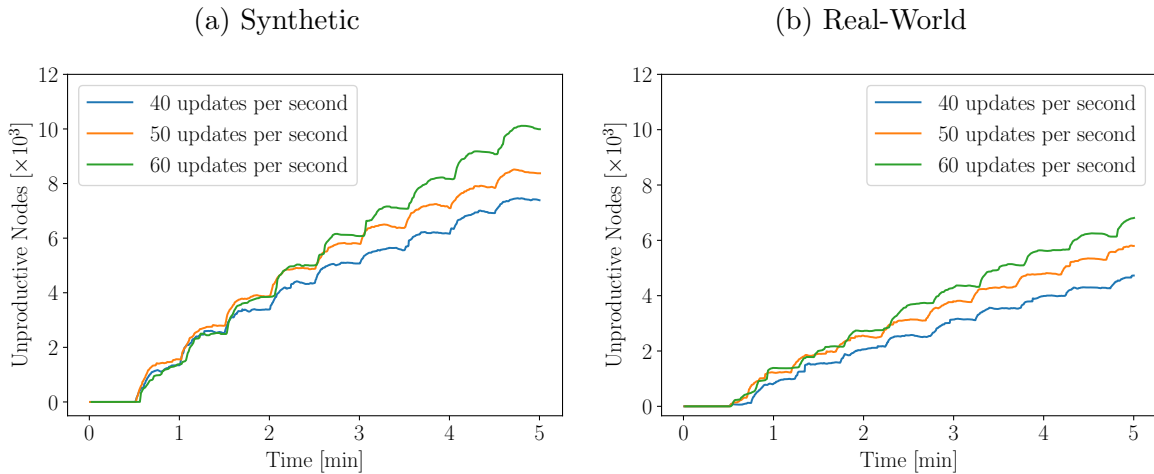 (a) Synthetic
12
10
8
6
4
2
0
Unproductive Nodes [×10³]
40 updates per second
50 updates per second
60 updates per second
0 1 2 3 4 5
Time [min]
(b) Real-World
12
10
8
6
4
2
0
Unproductive Nodes [×10³]
40 updates per second
50 updates per second
60 updates per second
0 1 2 3 4 5
Time [min]